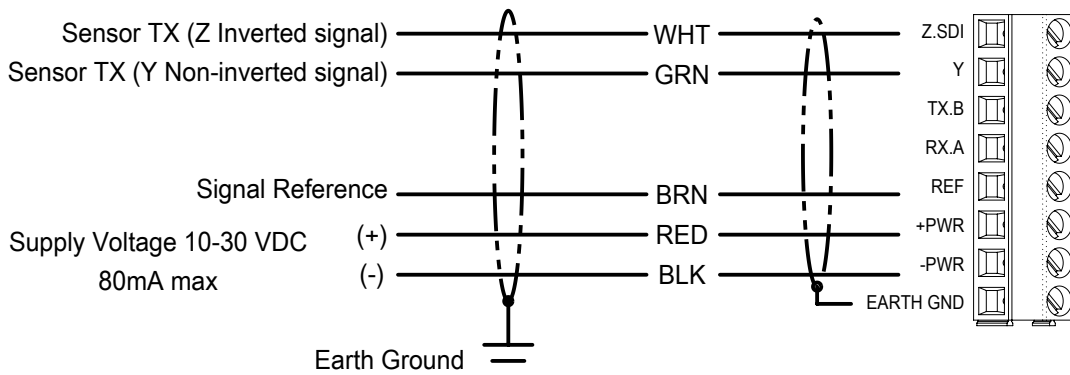 Sensor TX (Z Inverted signal) WHT Z.SDI
Sensor TX (Y Non-inverted signal) GRN Y
TX.B
RX.A
Signal Reference BRN REF
Supply Voltage 10-30 VDC (+) RED +PWR
80mA max (-) BLK -PWR
EARTH GND
Earth Ground